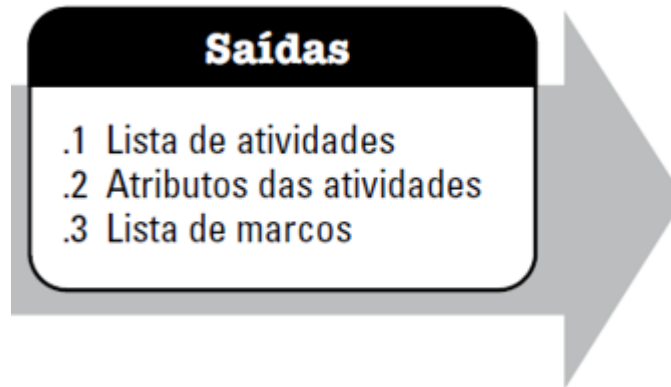 Saídas
.1 Lista de atividades
.2 Atributos das atividades
.3 Lista de marcos